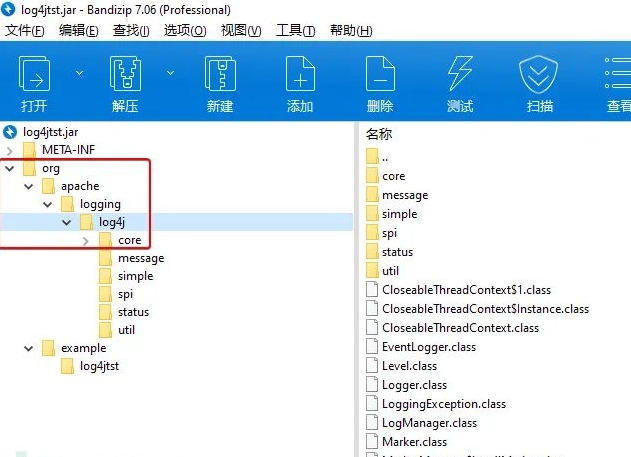 log4jtst.jar - Bandizip 7.06 (Professional)
文件(F) 编辑(E) 查找(I) 选项(O) 视图(V) 工具(T) 帮助(H)
打开 解压 新建 添加 删除 测试 扫描 查看
log4jtst.jar
META-INF
org
apache
logging
log4j
core
message
simple
spi
status
util
example
log4jtst
名称
..
core
message
simple
spi
status
util
CloseableThreadContext$1.class
CloseableThreadContext$Instance.class
CloseableThreadContext.class
EventLogger.class
Level.class
Logger.class
LoggingException.class
LogManager.class
Marker.class